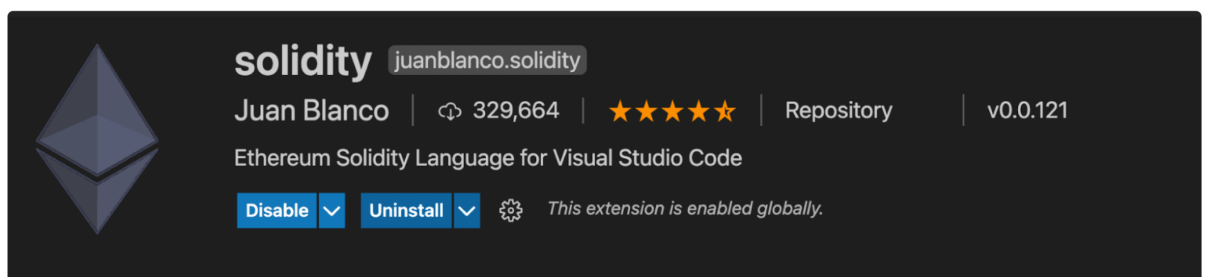 solidity juanblanco.solidity
Juan Blanco 329,664 Repository v0.0.121
Ethereum Solidity Language for Visual Studio Code
Disable Uninstall This extension is enabled globally.